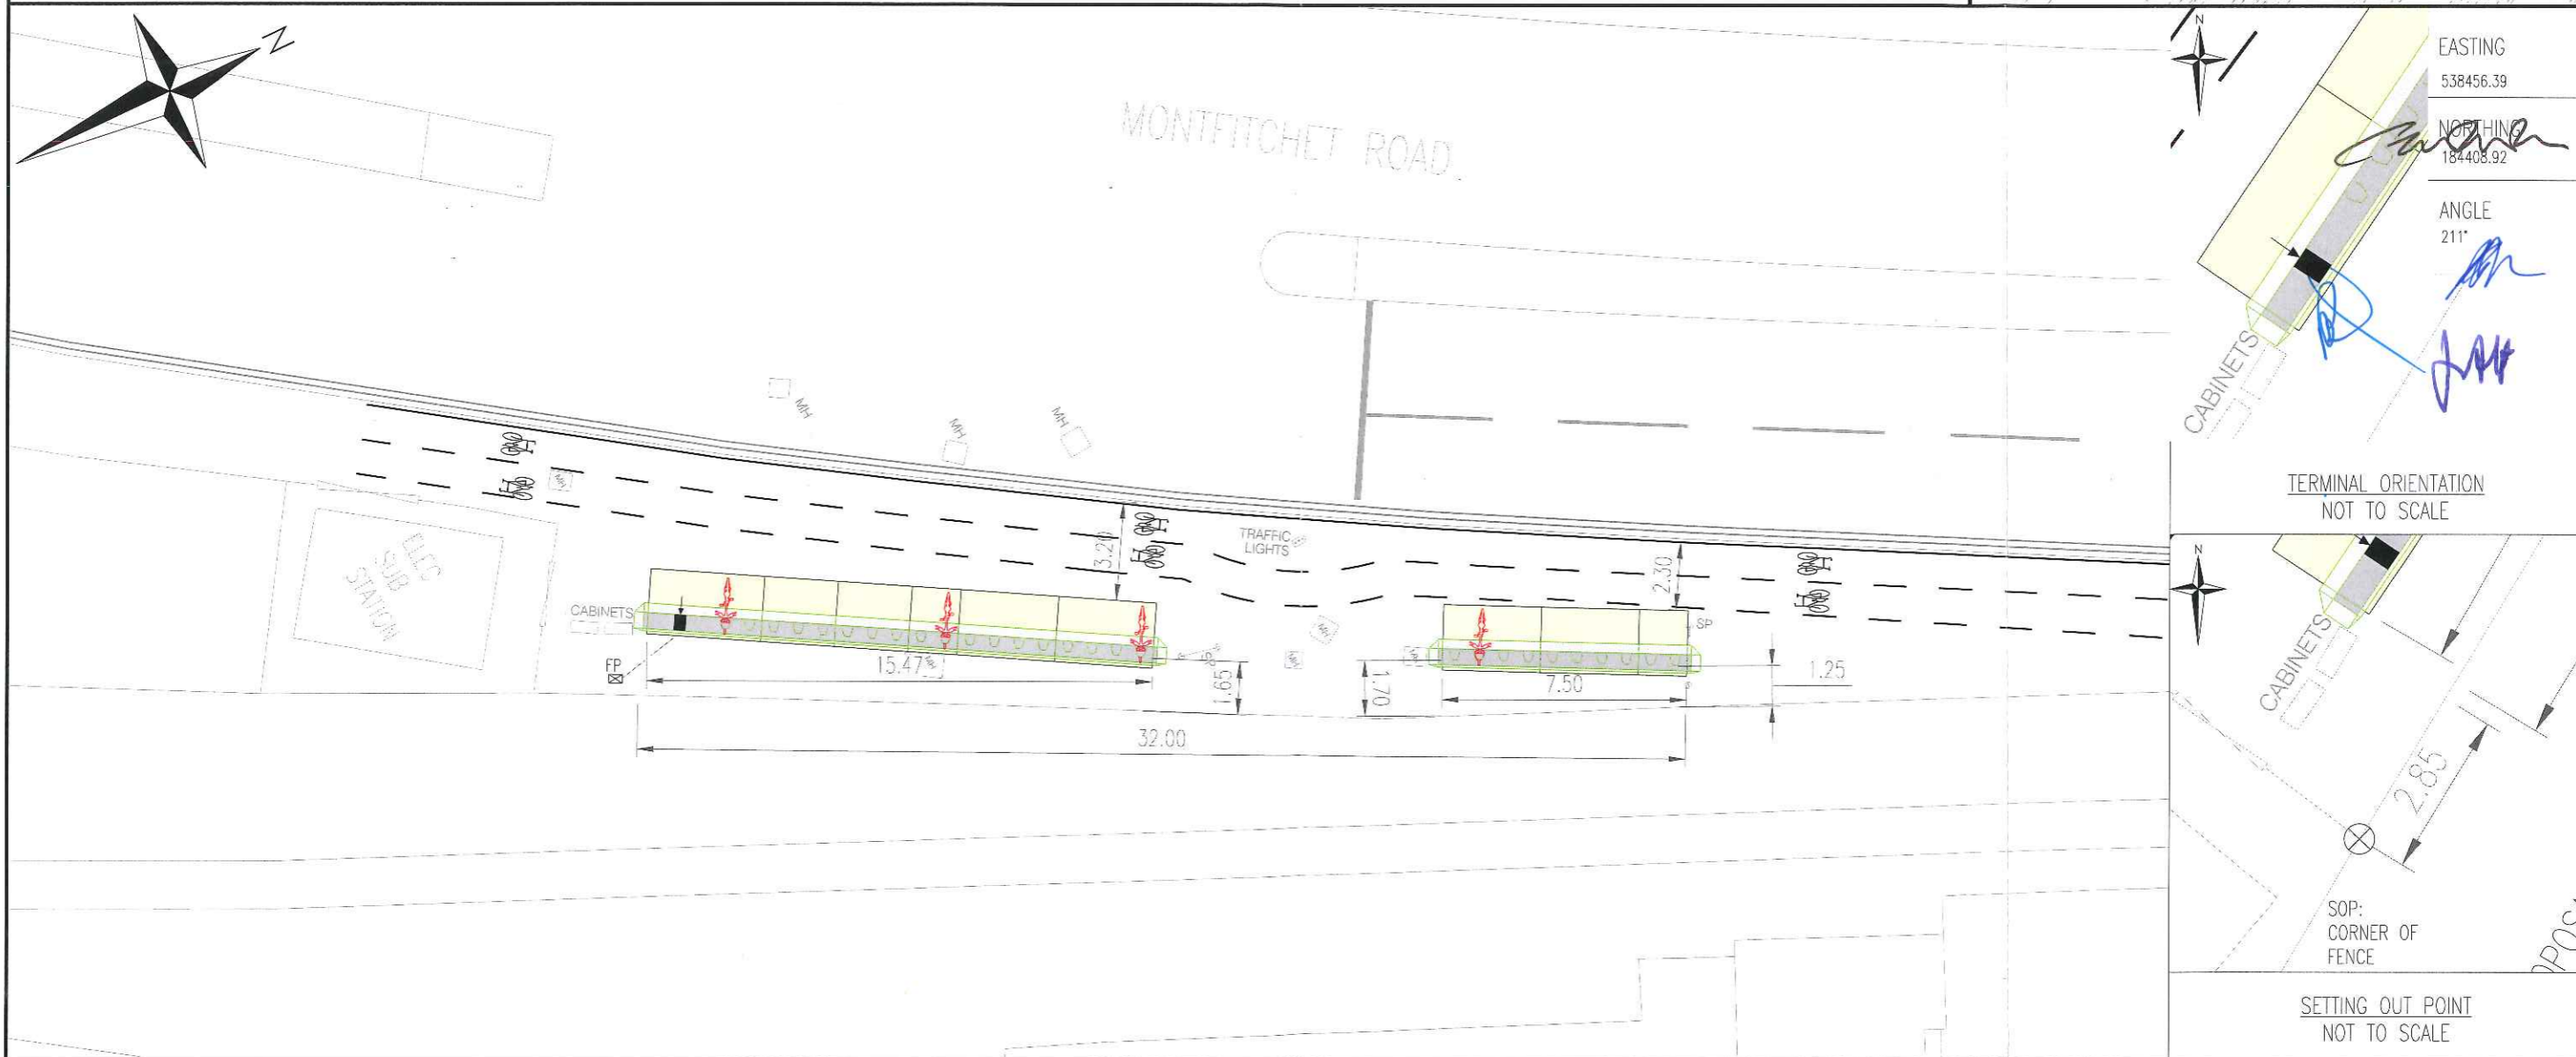 N
MONTFITCHET ROAD
MH
MH
MH
ELEC
SUB
STATION
CABINETS
FP
3.20
TRAFFIC
LIGHTS
2.30
SP
MH
15.47
1.65
1.70
7.50
1.25
32.00
N
EASTING
538456.39
NORTHING
184408.92
ANGLE
211°
CABINETS
TERMINAL ORIENTATION
NOT TO SCALE
N
CABINETS
2.85
SOP:
CORNER OF
FENCE
SETTING OUT POINT
NOT TO SCALE